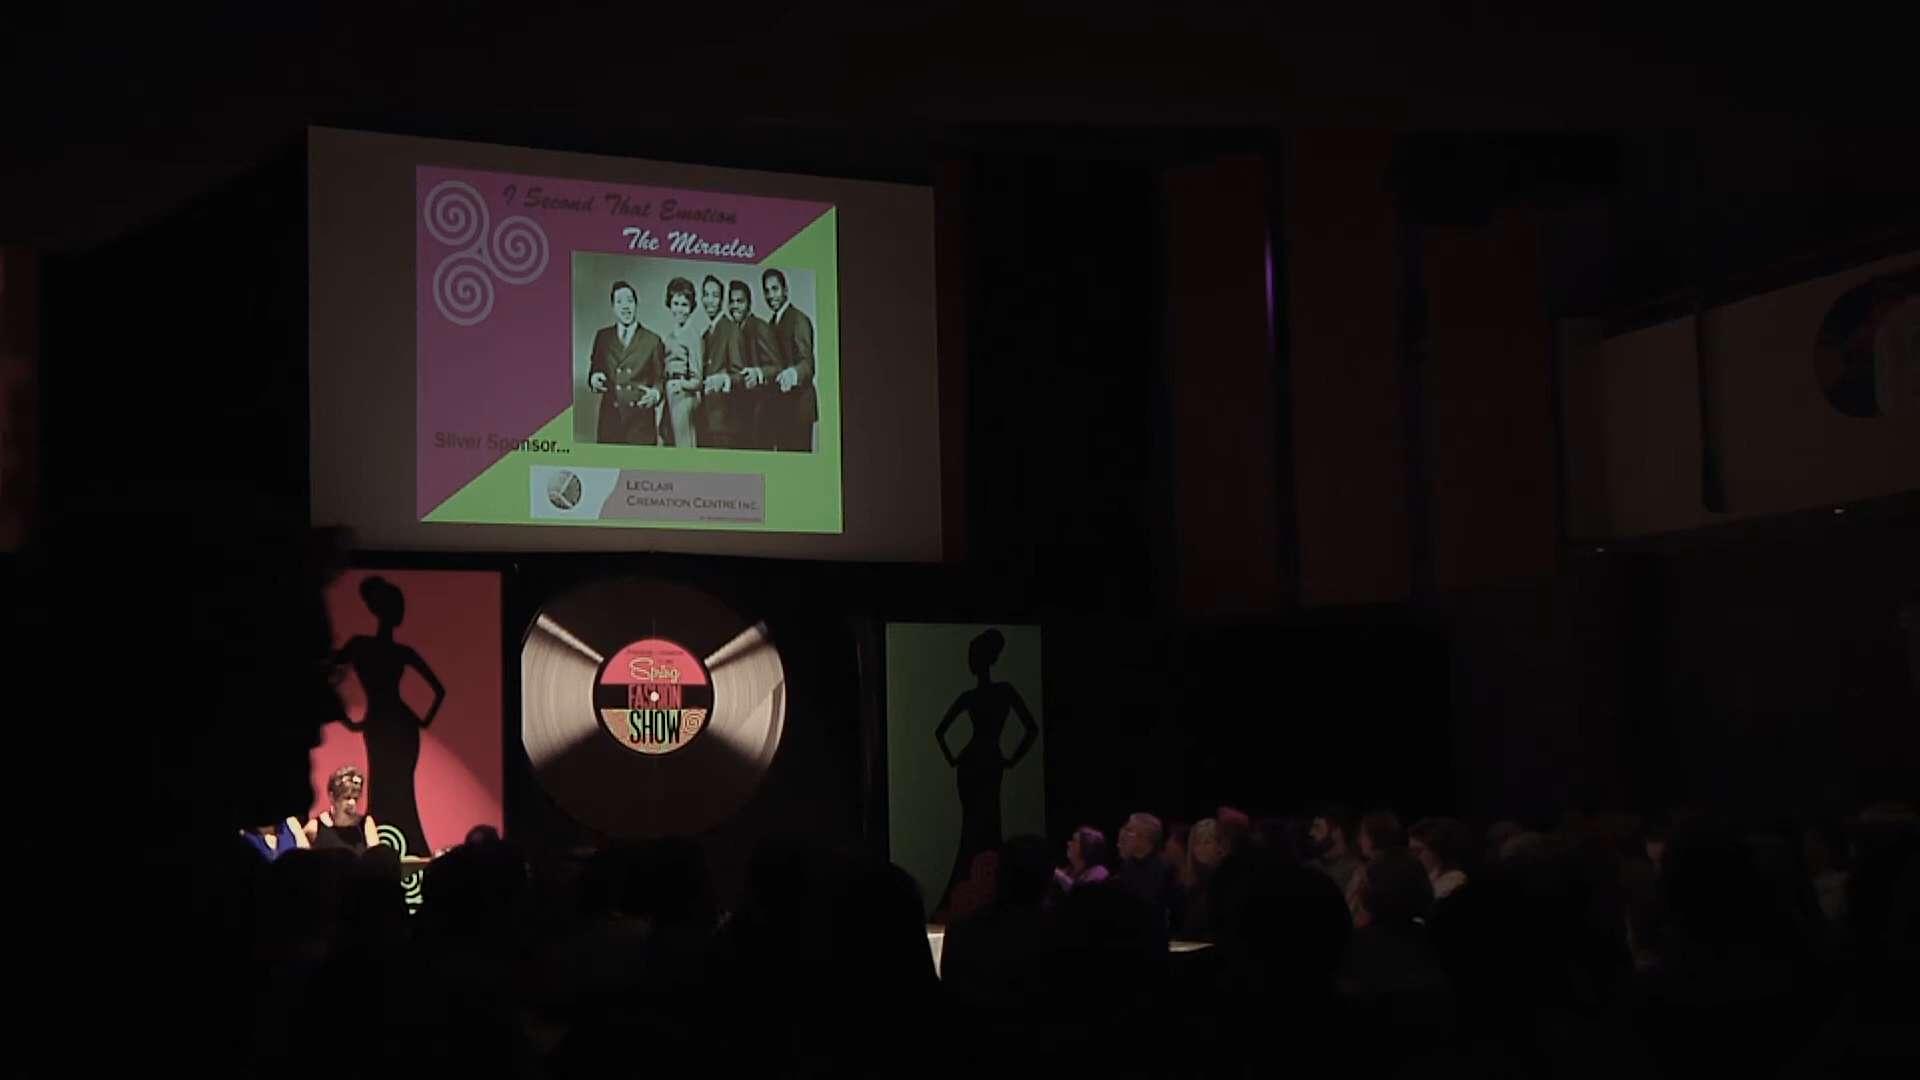 I Second That Emotion
The Miracles
Silver Sponsor...
LeClair
Cremation Centre Inc.
Spring
FASHION
SHOW